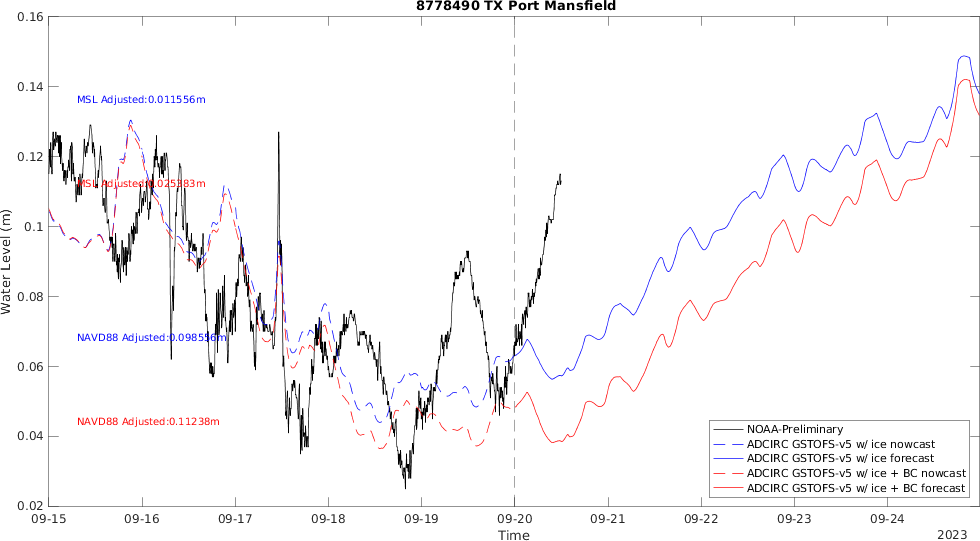 8778490 TX Port Mansfield
0.16
0.14
0.12
0.1
0.08
0.06
0.04
0.02
Water Level (m)
MSL Adjusted:0.011556m
MSL Adjusted:0.025383m
NAVD88 Adjusted:0.098556m
NAVD88 Adjusted:0.11238m
NOAA-Preliminary
ADCIRC GSTOFS-v5 w/ ice nowcast
ADCIRC GSTOFS-v5 w/ ice forecast
ADCIRC GSTOFS-v5 w/ ice + BC nowcast
ADCIRC GSTOFS-v5 w/ ice + BC forecast
09-15 09-16 09-17 09-18 09-19 09-20 09-21 09-22 09-23 09-24
Time
2023